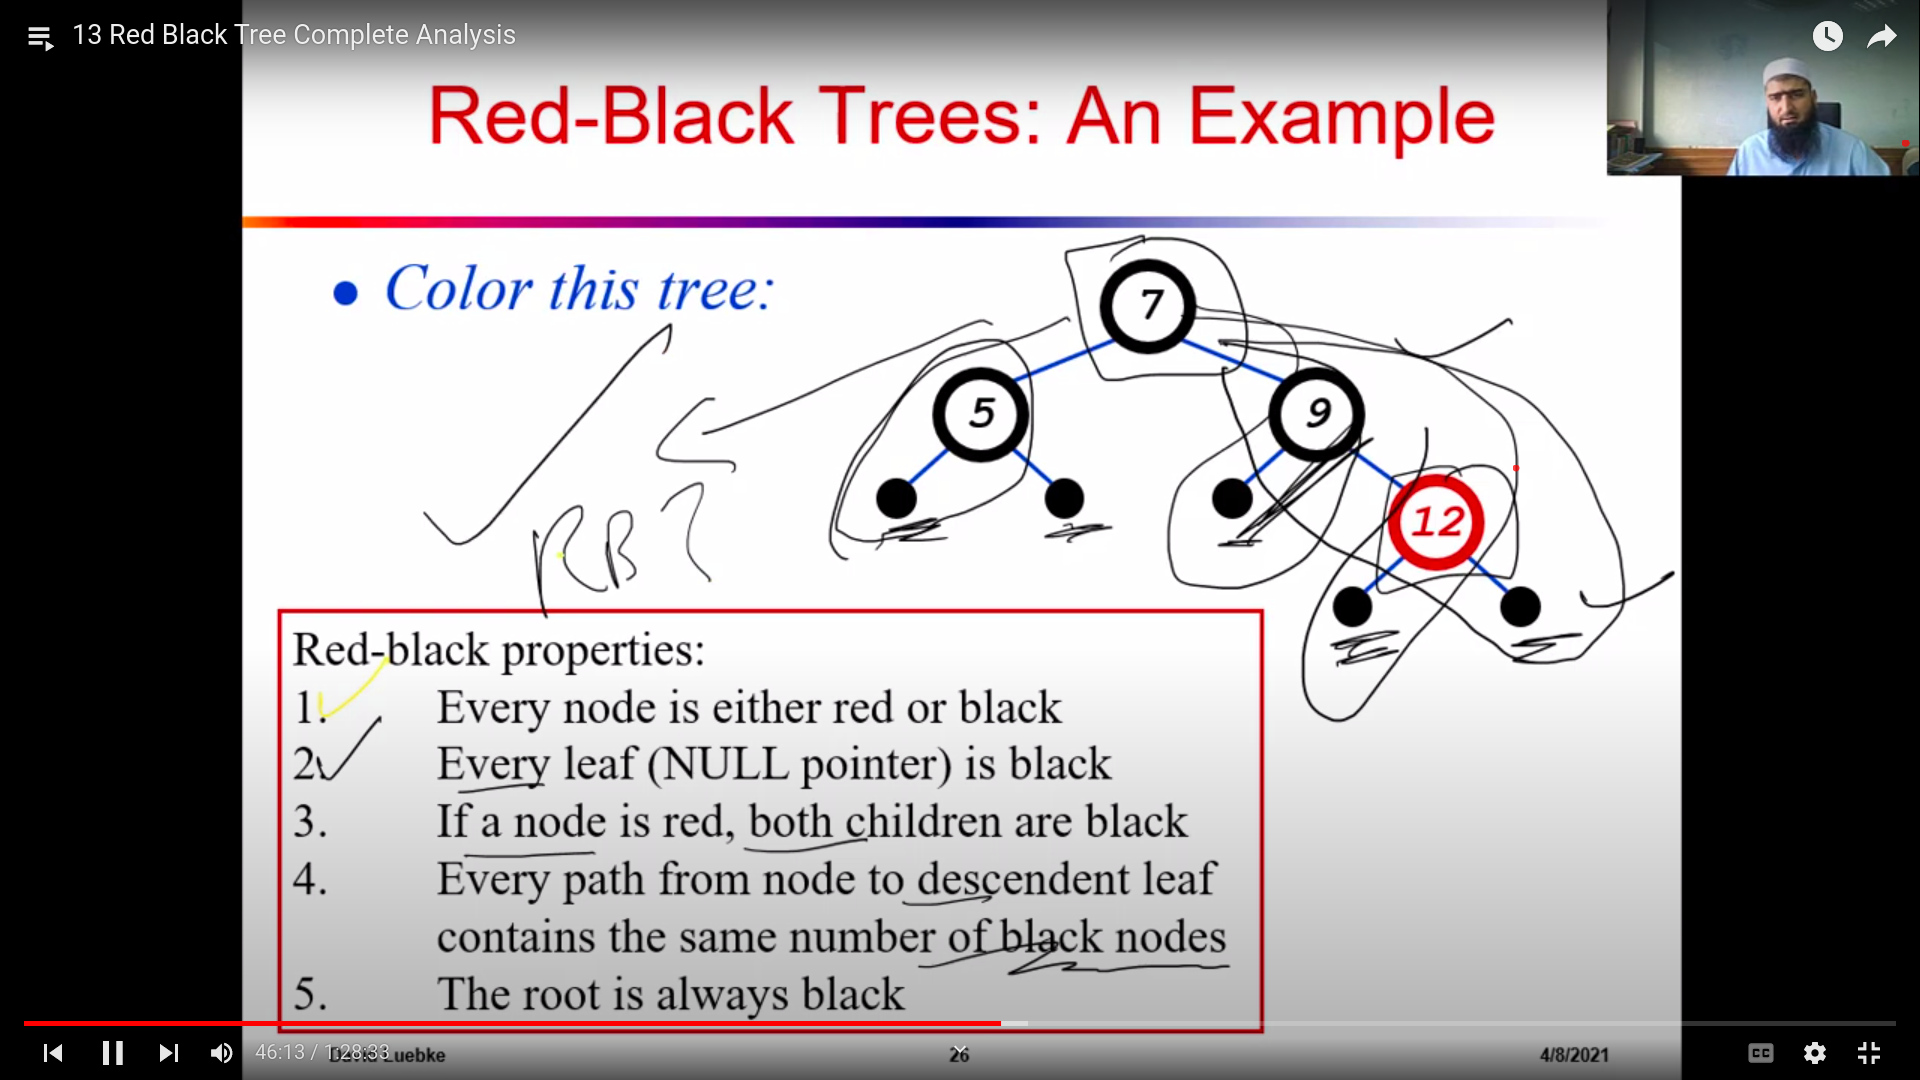 13 Red Black Tree Complete Analysis
Red-Black Trees: An Example
• Color this tree:
7
5
9
12
RB?
Red-black properties:
1. Every node is either red or black
2. Every leaf (NULL pointer) is black
3. If a node is red, both children are black
4. Every path from node to descendent leaf
contains the same number of black nodes
5. The root is always black
46:13 / 1:28:33
David Luebke
26
4/8/2021
CC